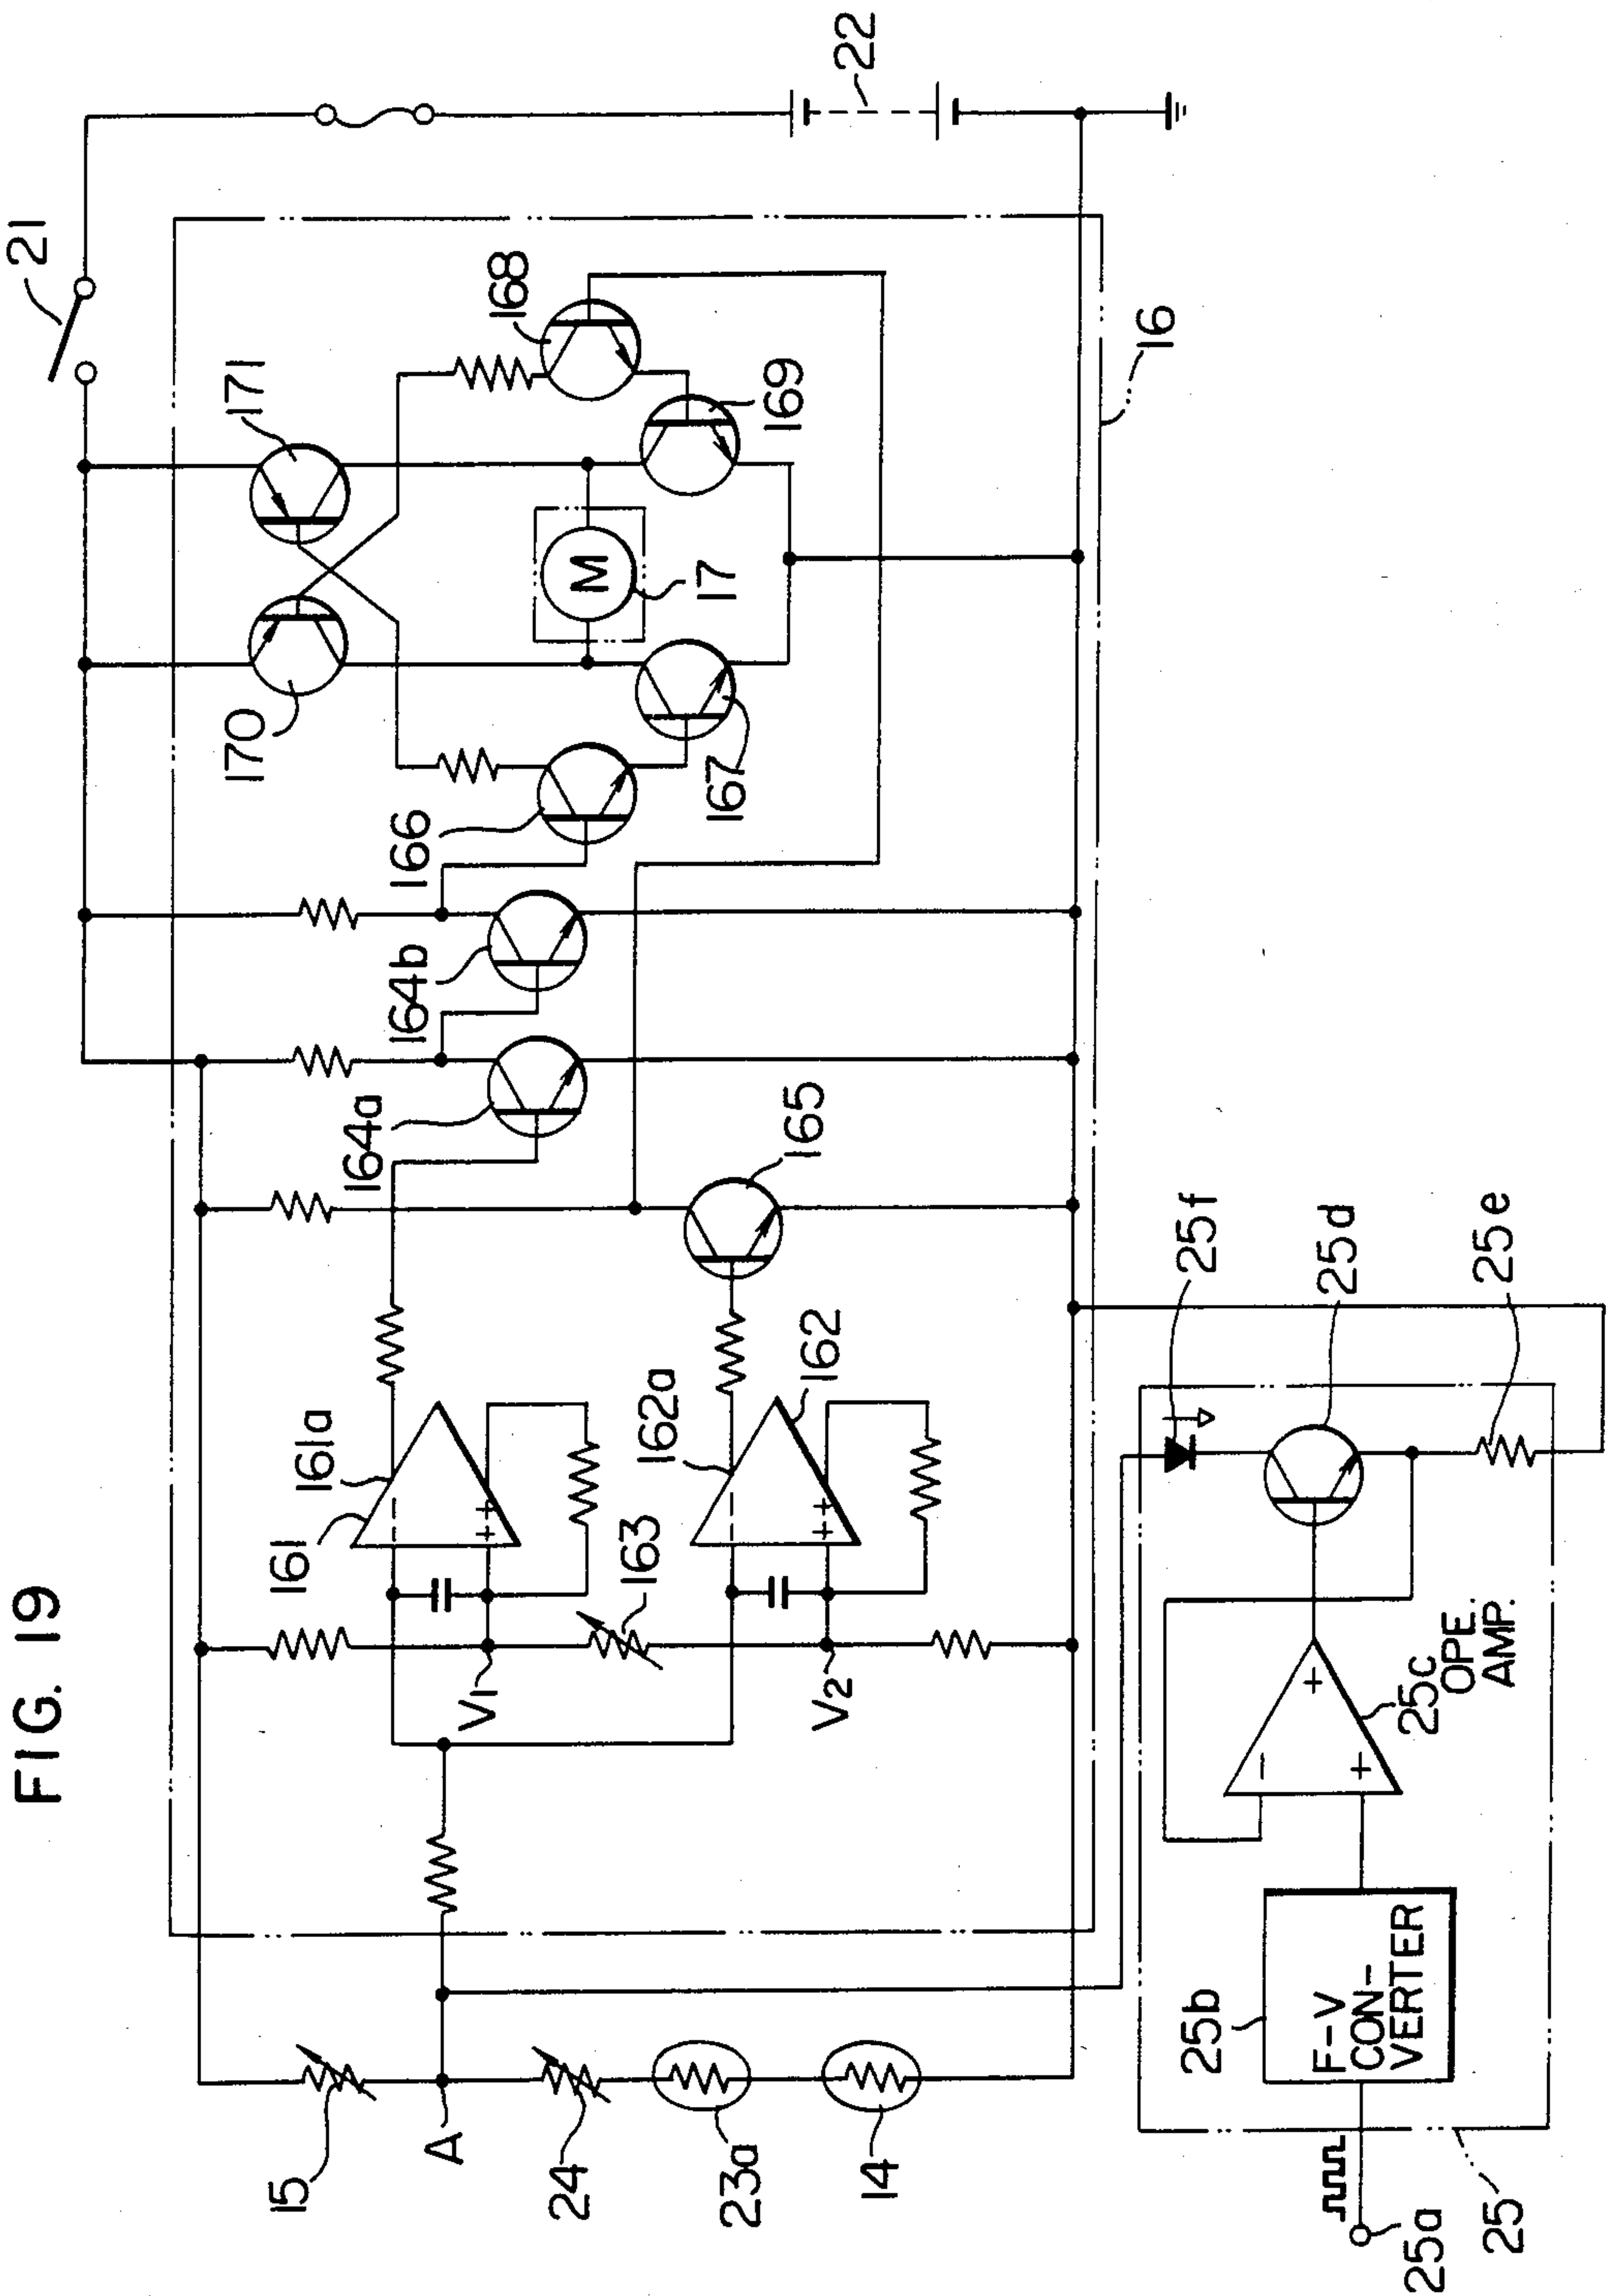 FIG. 19
21
22
171
170
168
169
M
17
167
166
16
164b
164a
165
161a
161
162a
162
163
V1
V2
15
A
24
23a
14
25f
25d
25e
25c
OPE.
AMP.
25b
F-V
CON-
VERTER
25a
25